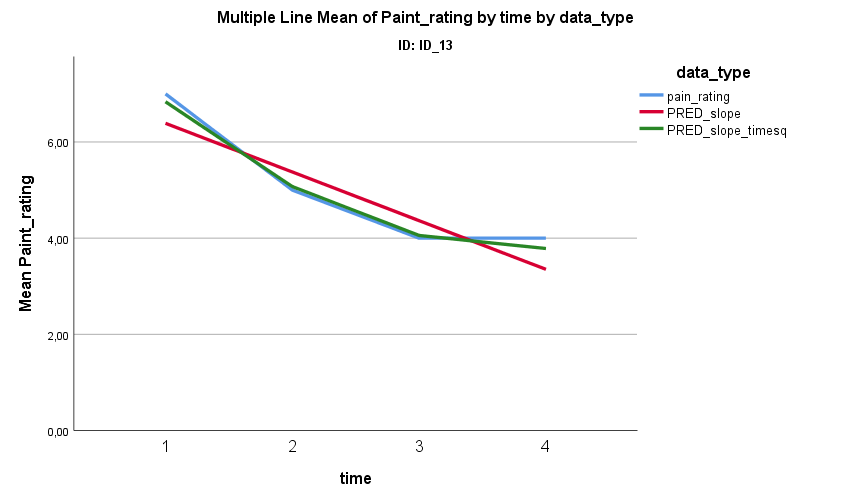 Multiple Line Mean of Paint_rating by time by data_type
ID: ID_13
data_type
pain_rating
PRED_slope
PRED_slope_timesq
Mean Paint_rating
6,00
4,00
2,00
0,00
1 2 3 4
time